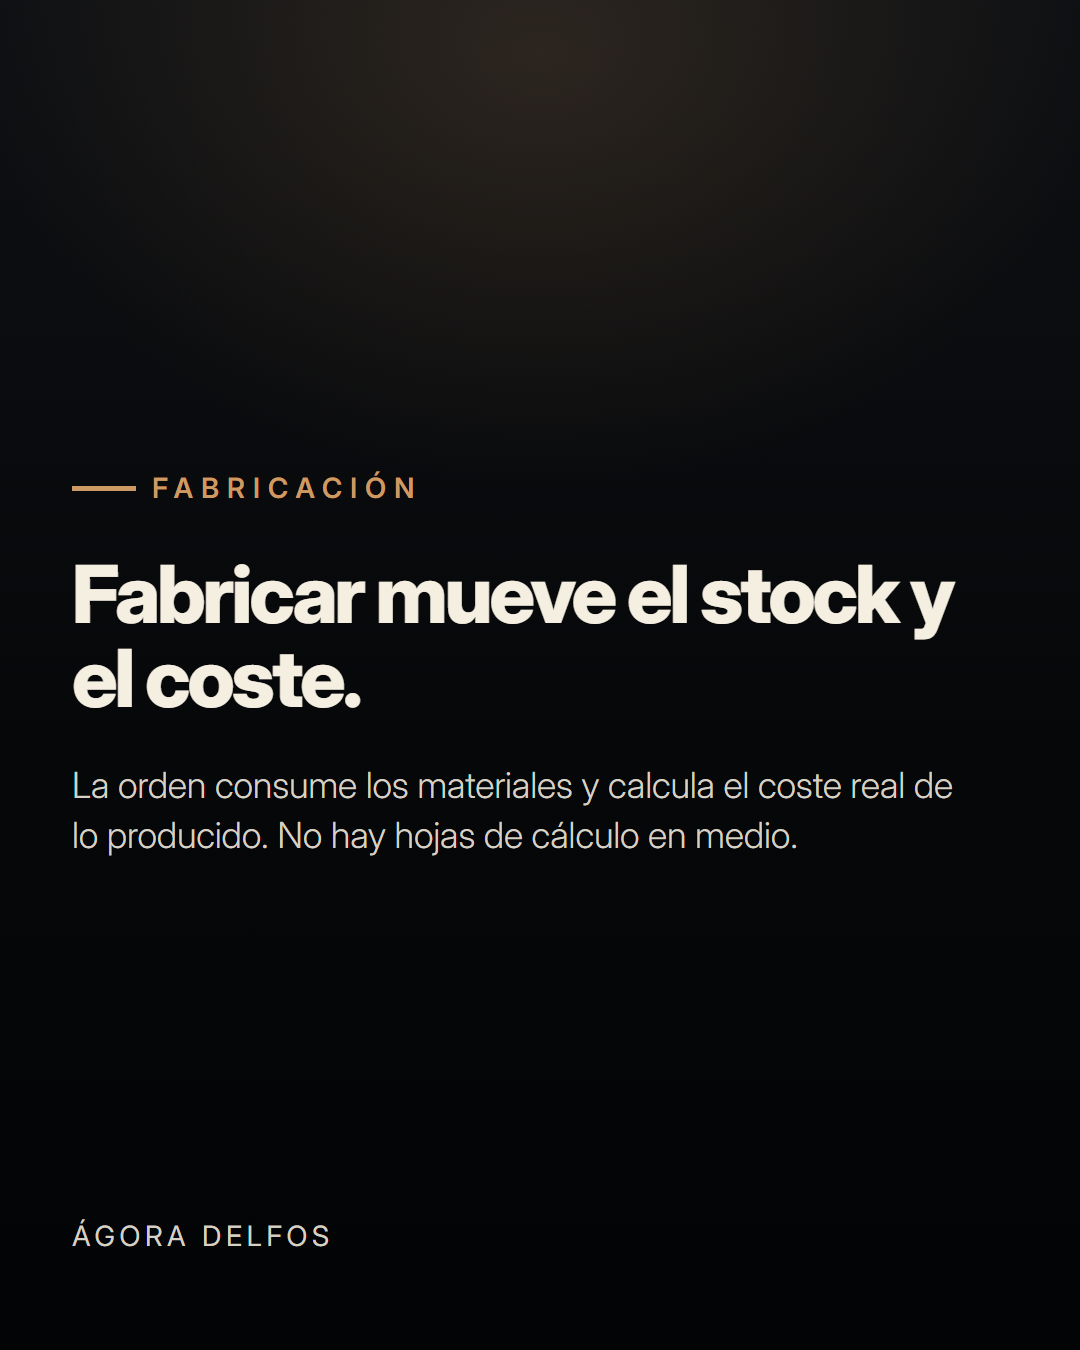 FABRICACIÓN
Fabricar mueve el stock y
el coste.
La orden consume los materiales y calcula el coste real de
lo producido. No hay hojas de cálculo en medio.
ÁGORA DELFOS